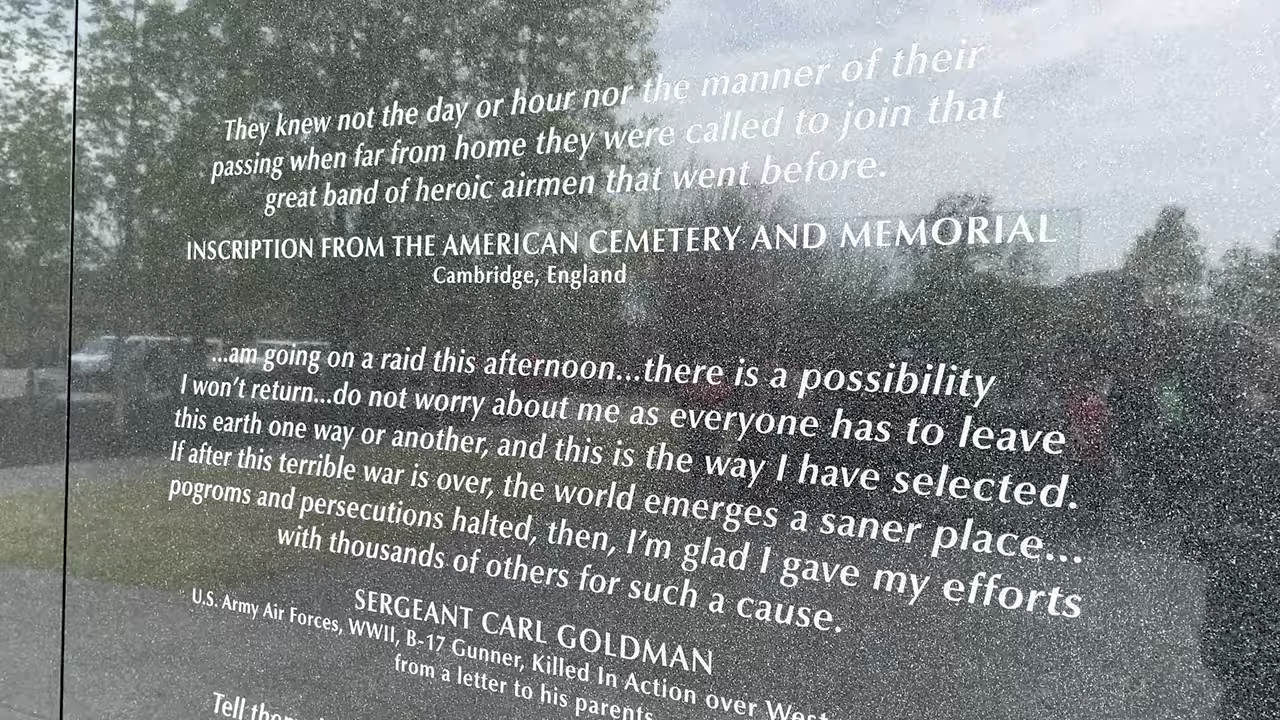 They knew not the day or hour nor the manner of their
passing when far from home they were called to join that
great band of heroic airmen that went before.
INSCRIPTION FROM THE AMERICAN CEMETERY AND MEMORIAL
Cambridge, England
...am going on a raid this afternoon...there is a possibility
I won't return...do not worry about me as everyone has to leave
this earth one way or another, and this is the way I have selected.
If after this terrible war is over, the world emerges a saner place...
pogroms and persecutions halted, then, I'm glad I gave my efforts
with thousands of others for such a cause.
SERGEANT CARL GOLDMAN
U.S. Army Air Forces, WWII, B-17 Gunner, Killed In Action over
from a letter to his parents
Tell